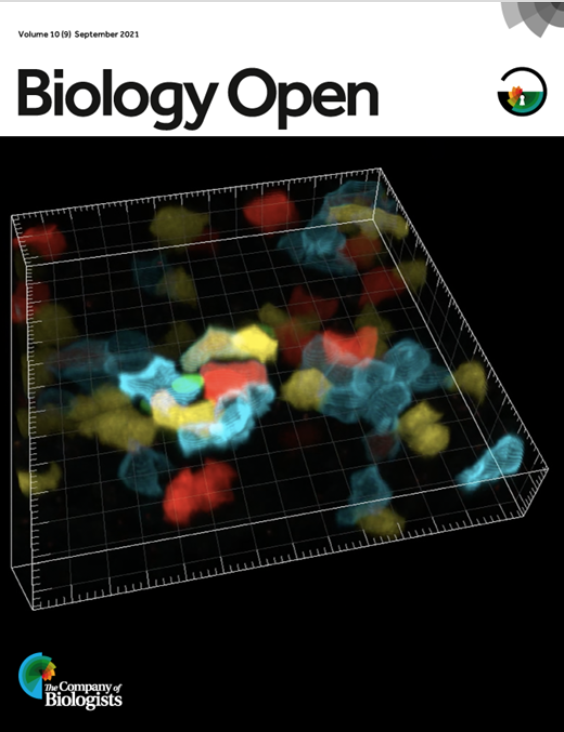 Volume 10 (9) September 2021
Biology Open
The Company of
Biologists